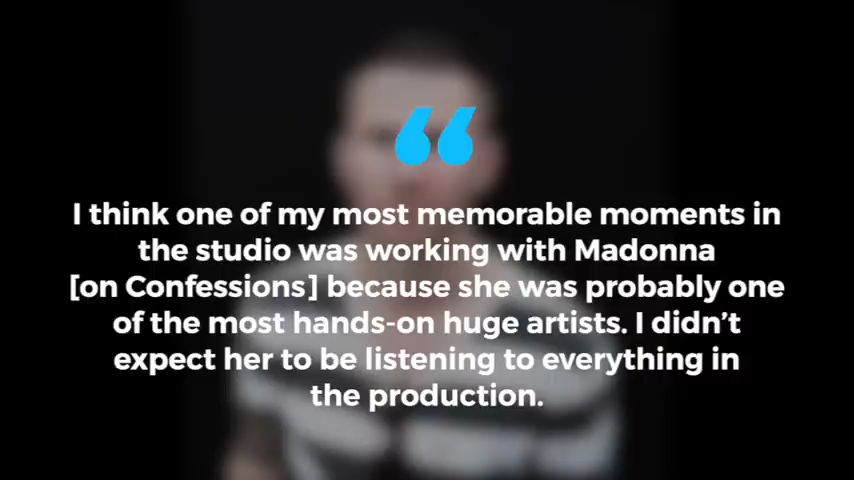 “
I think one of my most memorable moments in
the studio was working with Madonna
[on Confessions] because she was probably one
of the most hands-on huge artists. I didn’t
expect her to be listening to everything in
the production.